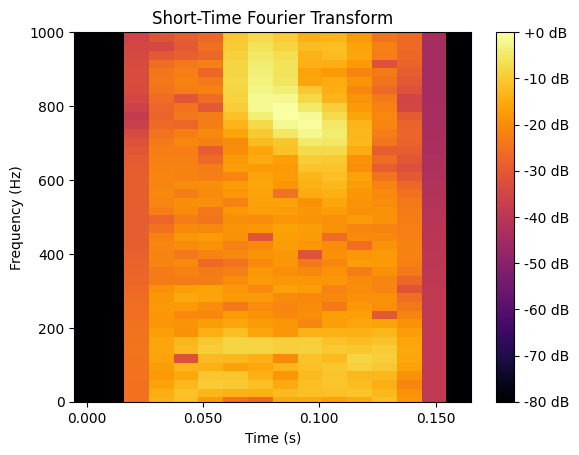 Short-Time Fourier Transform
1000
800
600
400
200
0
Frequency (Hz)
0.000
0.050
0.100
0.150
Time (s)
+0 dB
-10 dB
-20 dB
-30 dB
-40 dB
-50 dB
-60 dB
-70 dB
-80 dB